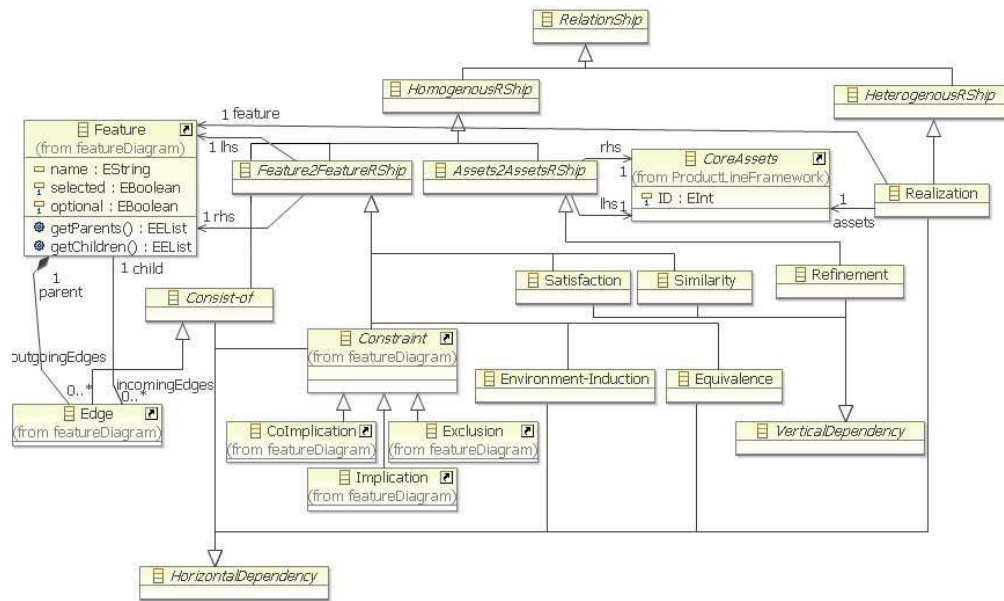 RelationShip
HomogenousRShip
HeterogenousRShip
1 feature
Feature
(from featureDiagram)
name : EString
selected : EBoolean
optional : EBoolean
getParents() : EEList
getChildren() : EEList
1 lhs
1 rhs
Feature2FeatureRShip
Assets2AssetsRShip
rhs
1
lhs
1
CoreAssets
(from ProductLineFramework)
ID : EInt
Realization
1
assets
1
parent
1 child
Consist-of
Satisfaction
Similarity
Refinement
Constraint
(from featureDiagram)
outgoingEdges
0..*
incomingEdges
0..*
Environment-Induction
Equivalence
Edge
(from featureDiagram)
CoImplication
(from featureDiagram)
Exclusion
(from featureDiagram)
VerticalDependency
Implication
(from featureDiagram)
HorizontalDependency